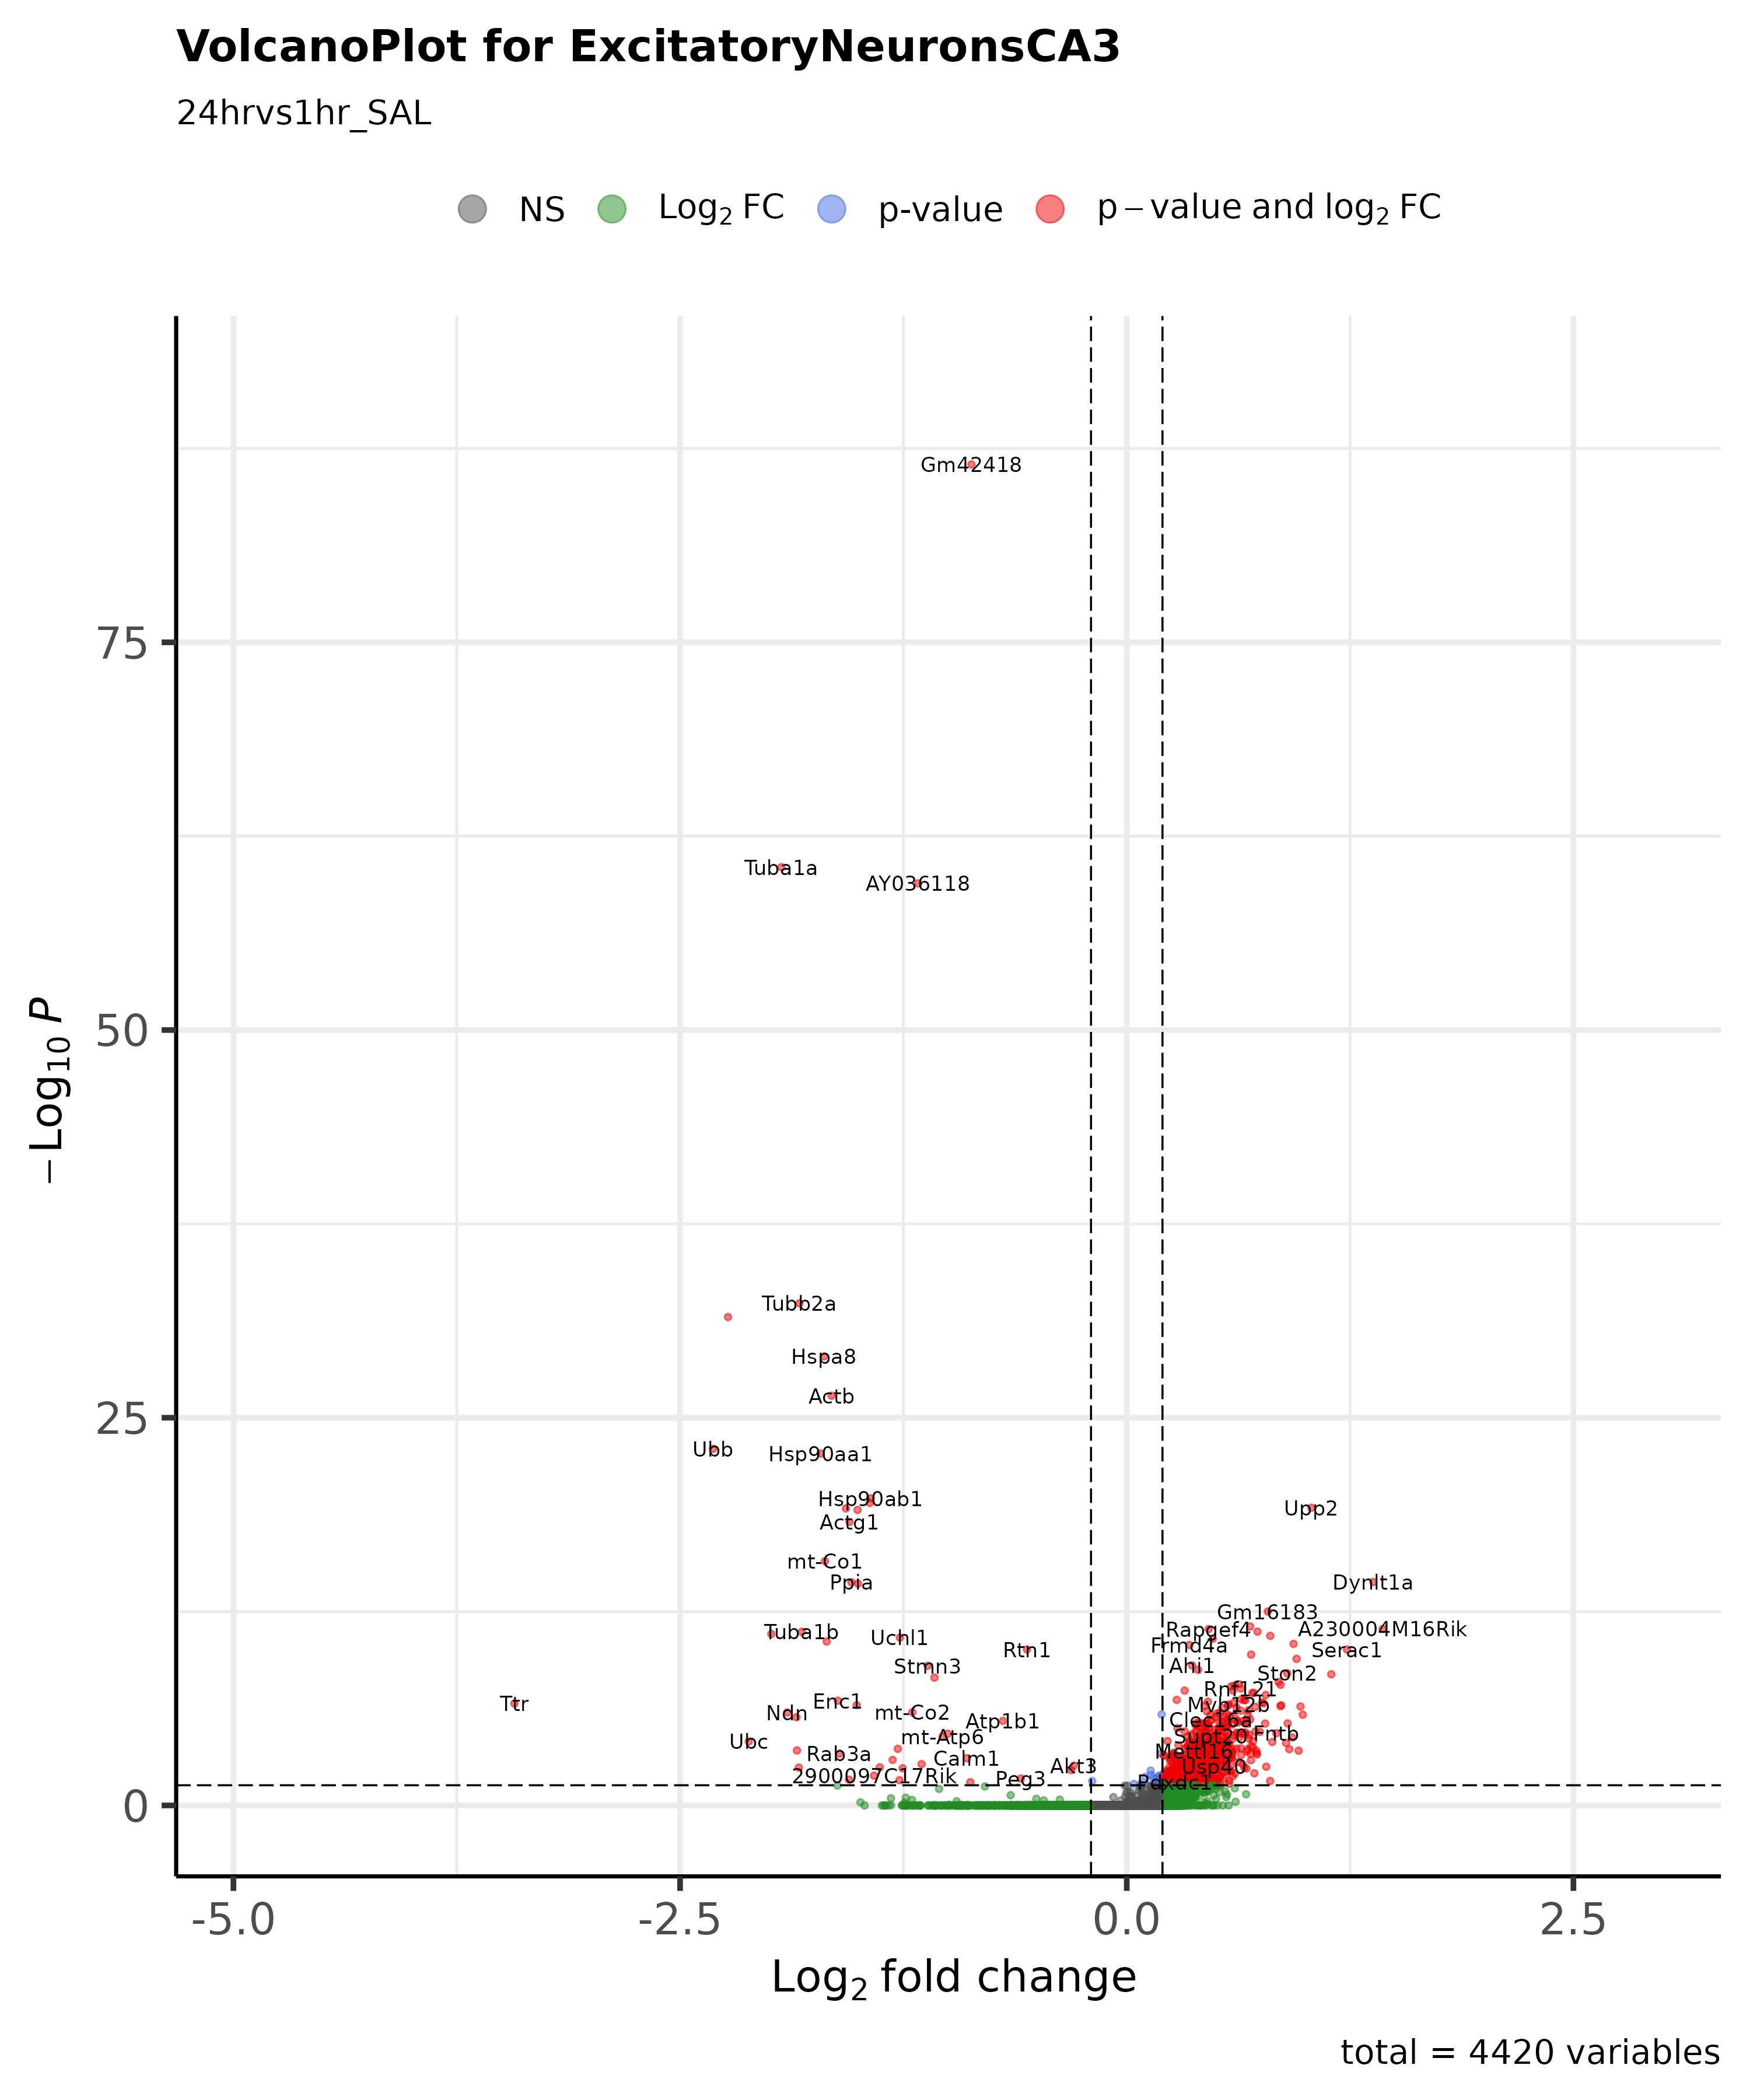 VolcanoPlot for ExcitatoryNeuronsCA3
24hrvs1hr_SAL
NS Log2 FC p-value p – value and log2 FC
Gm42418
75
Tuba1a
AY036118
−Log10 P
50
Tubb2a
Hspa8
Actb
25
Ubb
Hsp90aa1
Hsp90ab1
Upp2
Actg1
mt-Co1
Ppia
Dynlt1a
Gm16183
Tuba1b
Rapgef4
A230004M16Rik
Uchl1
Frmd4a
Rtn1
Serac1
Stmn3
Ahi1
Ston2
Rnf121
Ttr
Enc1
Myb12b
Ndn
mt-Co2
Atp1b1
Clec16a
Ubc
mt-Atp6
Supt20
Fntb
Rab3a
Calm1
Mettl16
Akt3
Usp40
2900097C17Rik
Peg3
Pdxdc1
0
-5.0 -2.5 0.0 2.5
Log2 fold change
total = 4420 variables